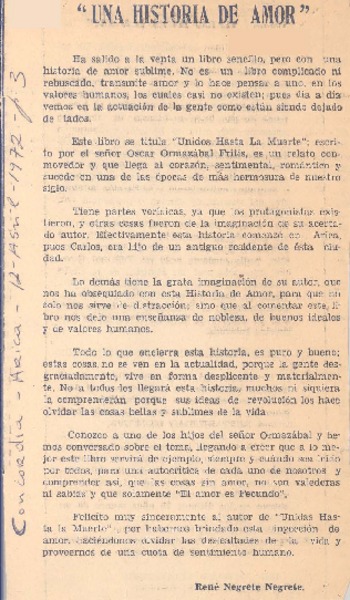 "UNA HISTORIA DE AMOR"
Ha salido a la venta un libro sencillo, pero con una
historia de amor sublime. No es un libro complicado ni
rebuscado, transmite amor y lo hace pensar a uno, en los
valores humanos, los cuales casi no existen; pues día a día
vemos en la actuación de la gente como están siendo dejado
de lados.
Este libro se titula "Unidos Hasta La Muerte"; escri-
to por el señor Oscar Ormazábal Frilis, es un relato con-
movedor y que llega al corazón, sentimental, romántico y
sucede en una de las épocas de más hermosura de nuestro
siglo.
Tiene partes verídicas, ya que los protagonistas exis-
tieron, y otras cosas fueron de la imaginación de su acerta-
do autor. Efectivamente esta historia comenzó en Arica,
pues Carlos, era hijo de un antiguo residente de ésta ciu-
dad.
Lo demás tiene la grata imaginación de su autor, que
nos ha obsequiado con esta Historia de Amor, para que no
sólo nos sirve de distracción; sino que al comentar este li-
bro nos deje una enseñanza de nobleza, de buenos ideales
y de valores humanos.
Todo lo que encierra esta historia, es puro y bueno;
estas cosas no se ven en la actualidad, porque la gente des-
graciadamente, vive en forma desplicente y materialmen-
te. No a todos les llegará esta historia, muchos ni siquiera
la comprenderán porque sus ideas de revolución los hace
olvidar las cosas bellas y sublimes de la vida
Conozco a uno de los hijos del señor Ormazábal y he-
mos conversado sobre el tema, llegando a creer que a lo me-
jor este libro servirá de ejemplo, siempre y cuando sea leído
por todos, para una autocrítica de cada uno de nosotros y
comprender así, que las cosas sin amor, no son valederas
ni sabias y que solamente "El amor es Fecundo".
Felicito muy sinceramente al autor de "Unidas Has-
ta la Muerte", por habernos brindado esta inyección de
amor, haciéndonos olvidar las de la vida y
proveernos de una cuota de sentimiento humano.
René Negrete Negrete.
Concordia - Arica - 12 Abril 1972 p. 3